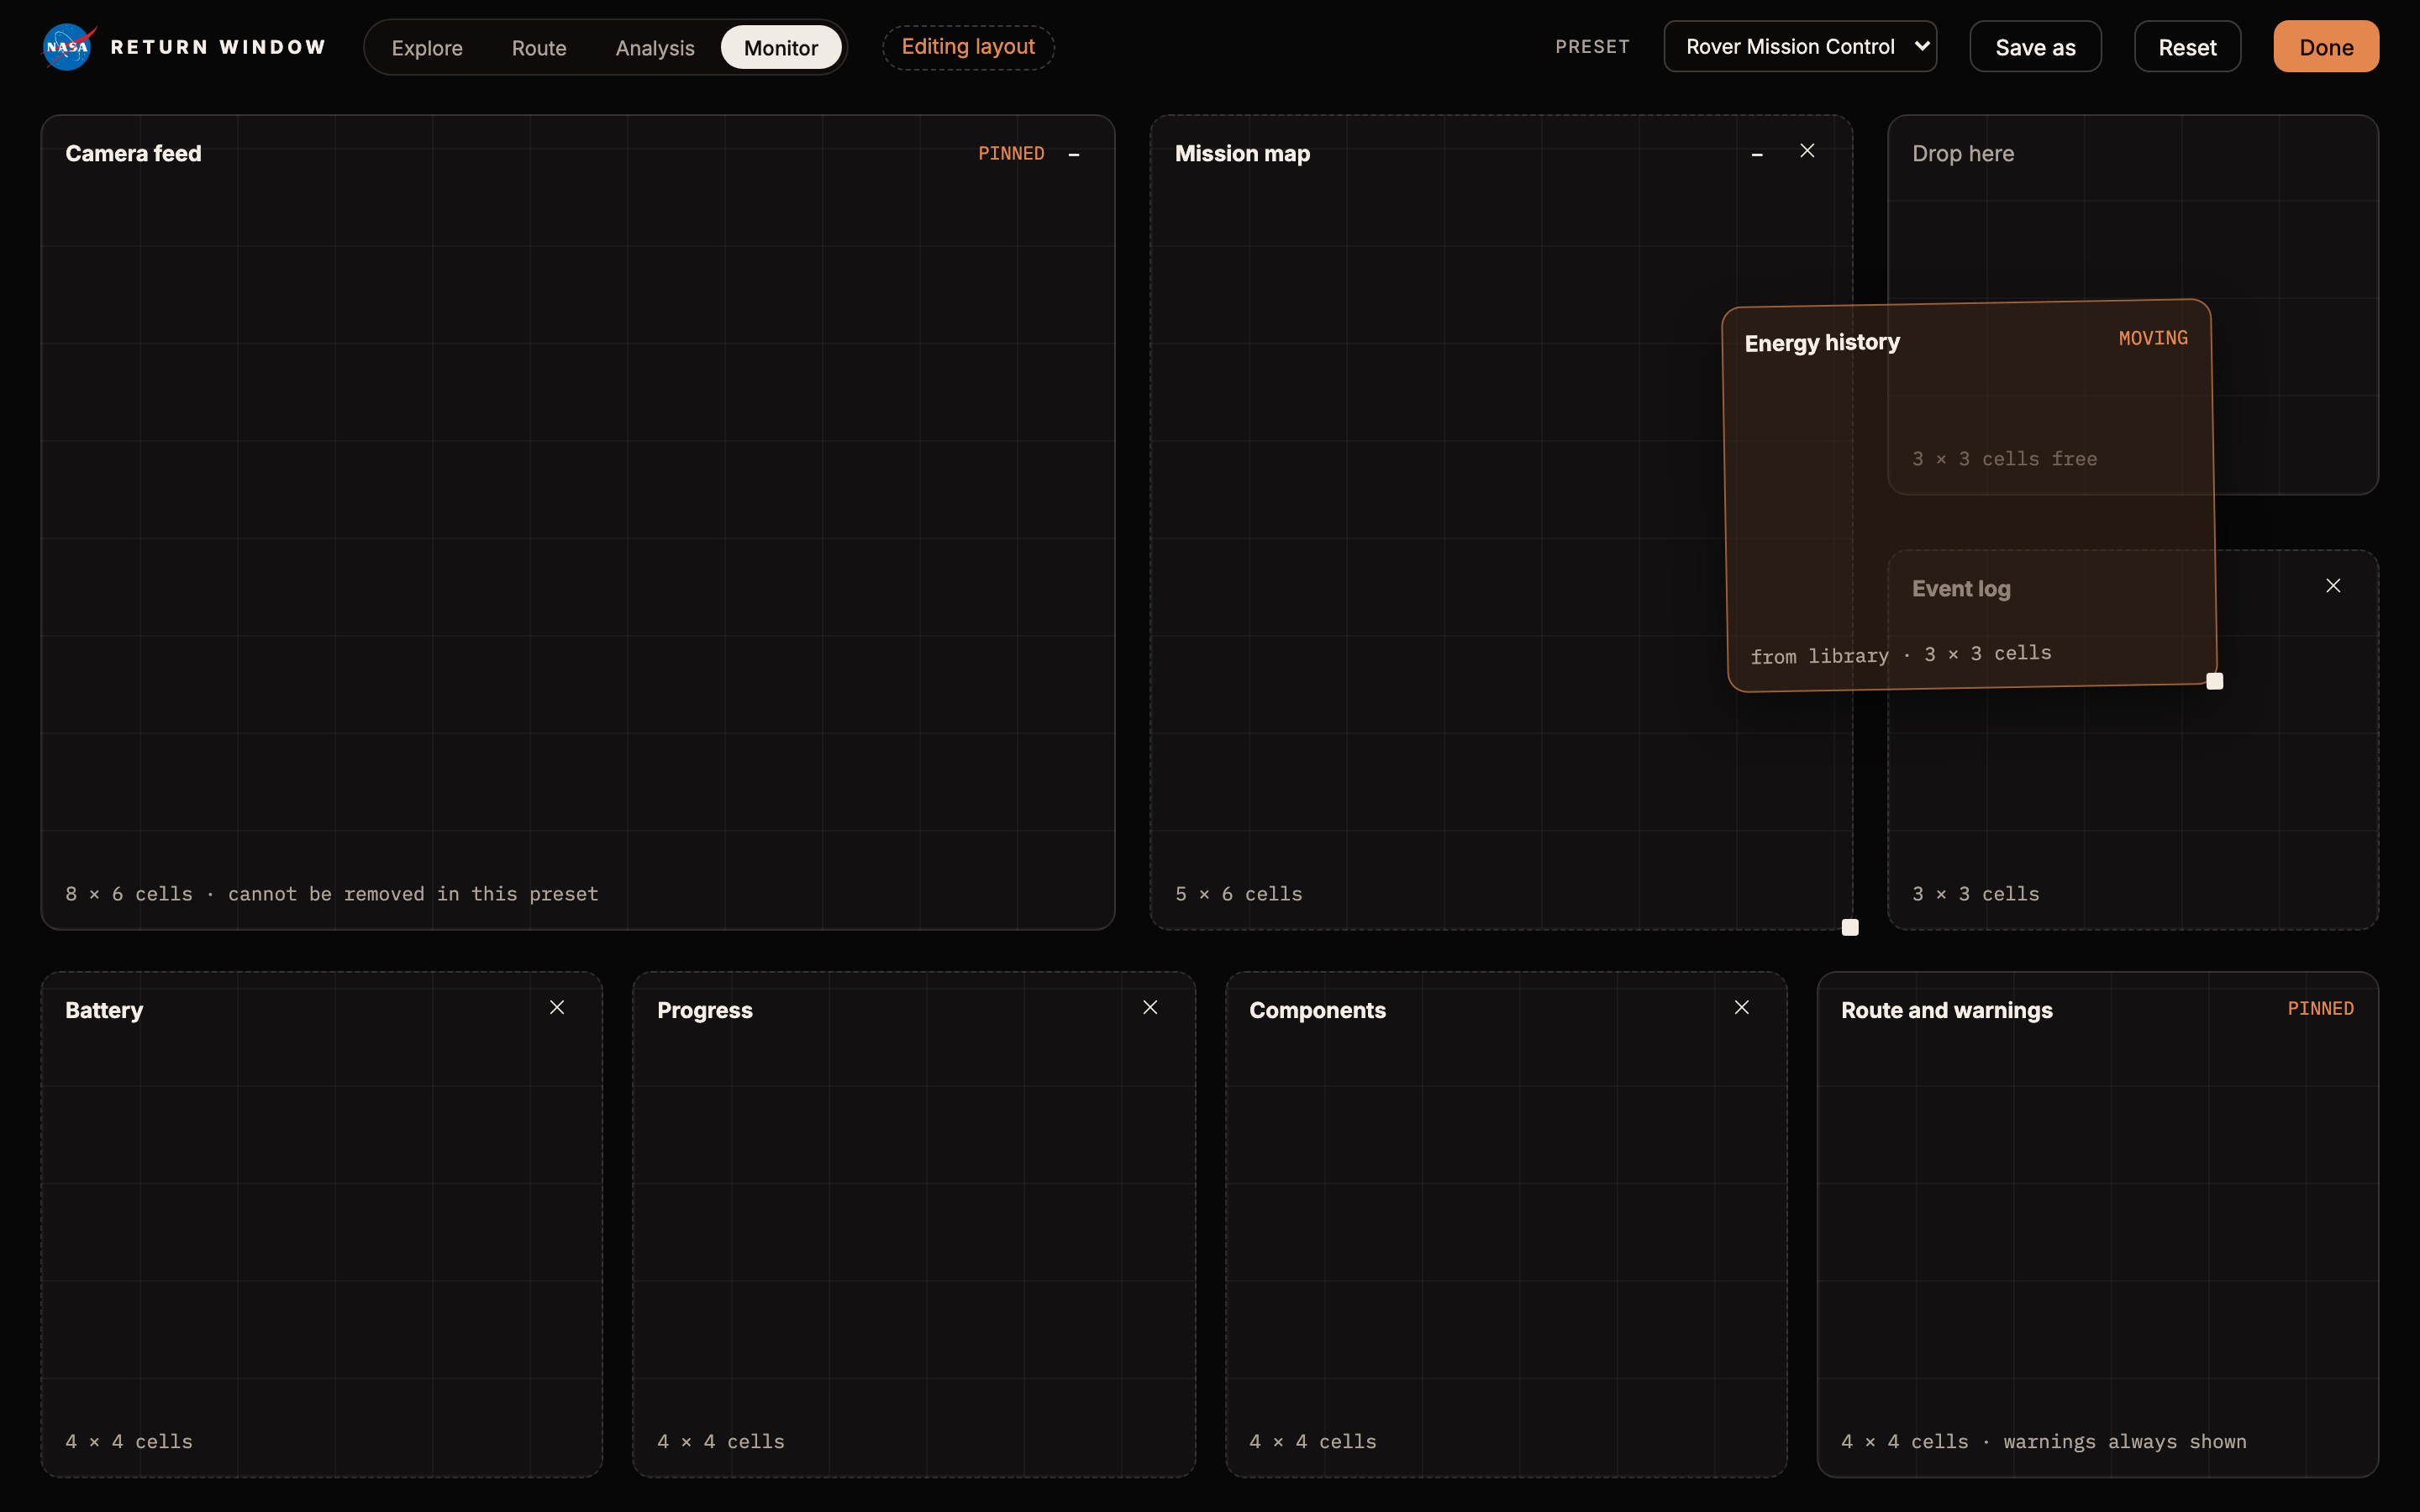 NASA
RETURN WINDOW
Explore
Route
Analysis
Monitor
Editing layout
PRESET
Rover Mission Control
Save as
Reset
Done
Camera feed
PINNED
8 × 6 cells · cannot be removed in this preset
Mission map
5 × 6 cells
Drop here
3 × 3 cells free
Energy history
MOVING
from library · 3 × 3 cells
Event log
3 × 3 cells
Battery
4 × 4 cells
Progress
4 × 4 cells
Components
4 × 4 cells
Route and warnings
PINNED
4 × 4 cells · warnings always shown